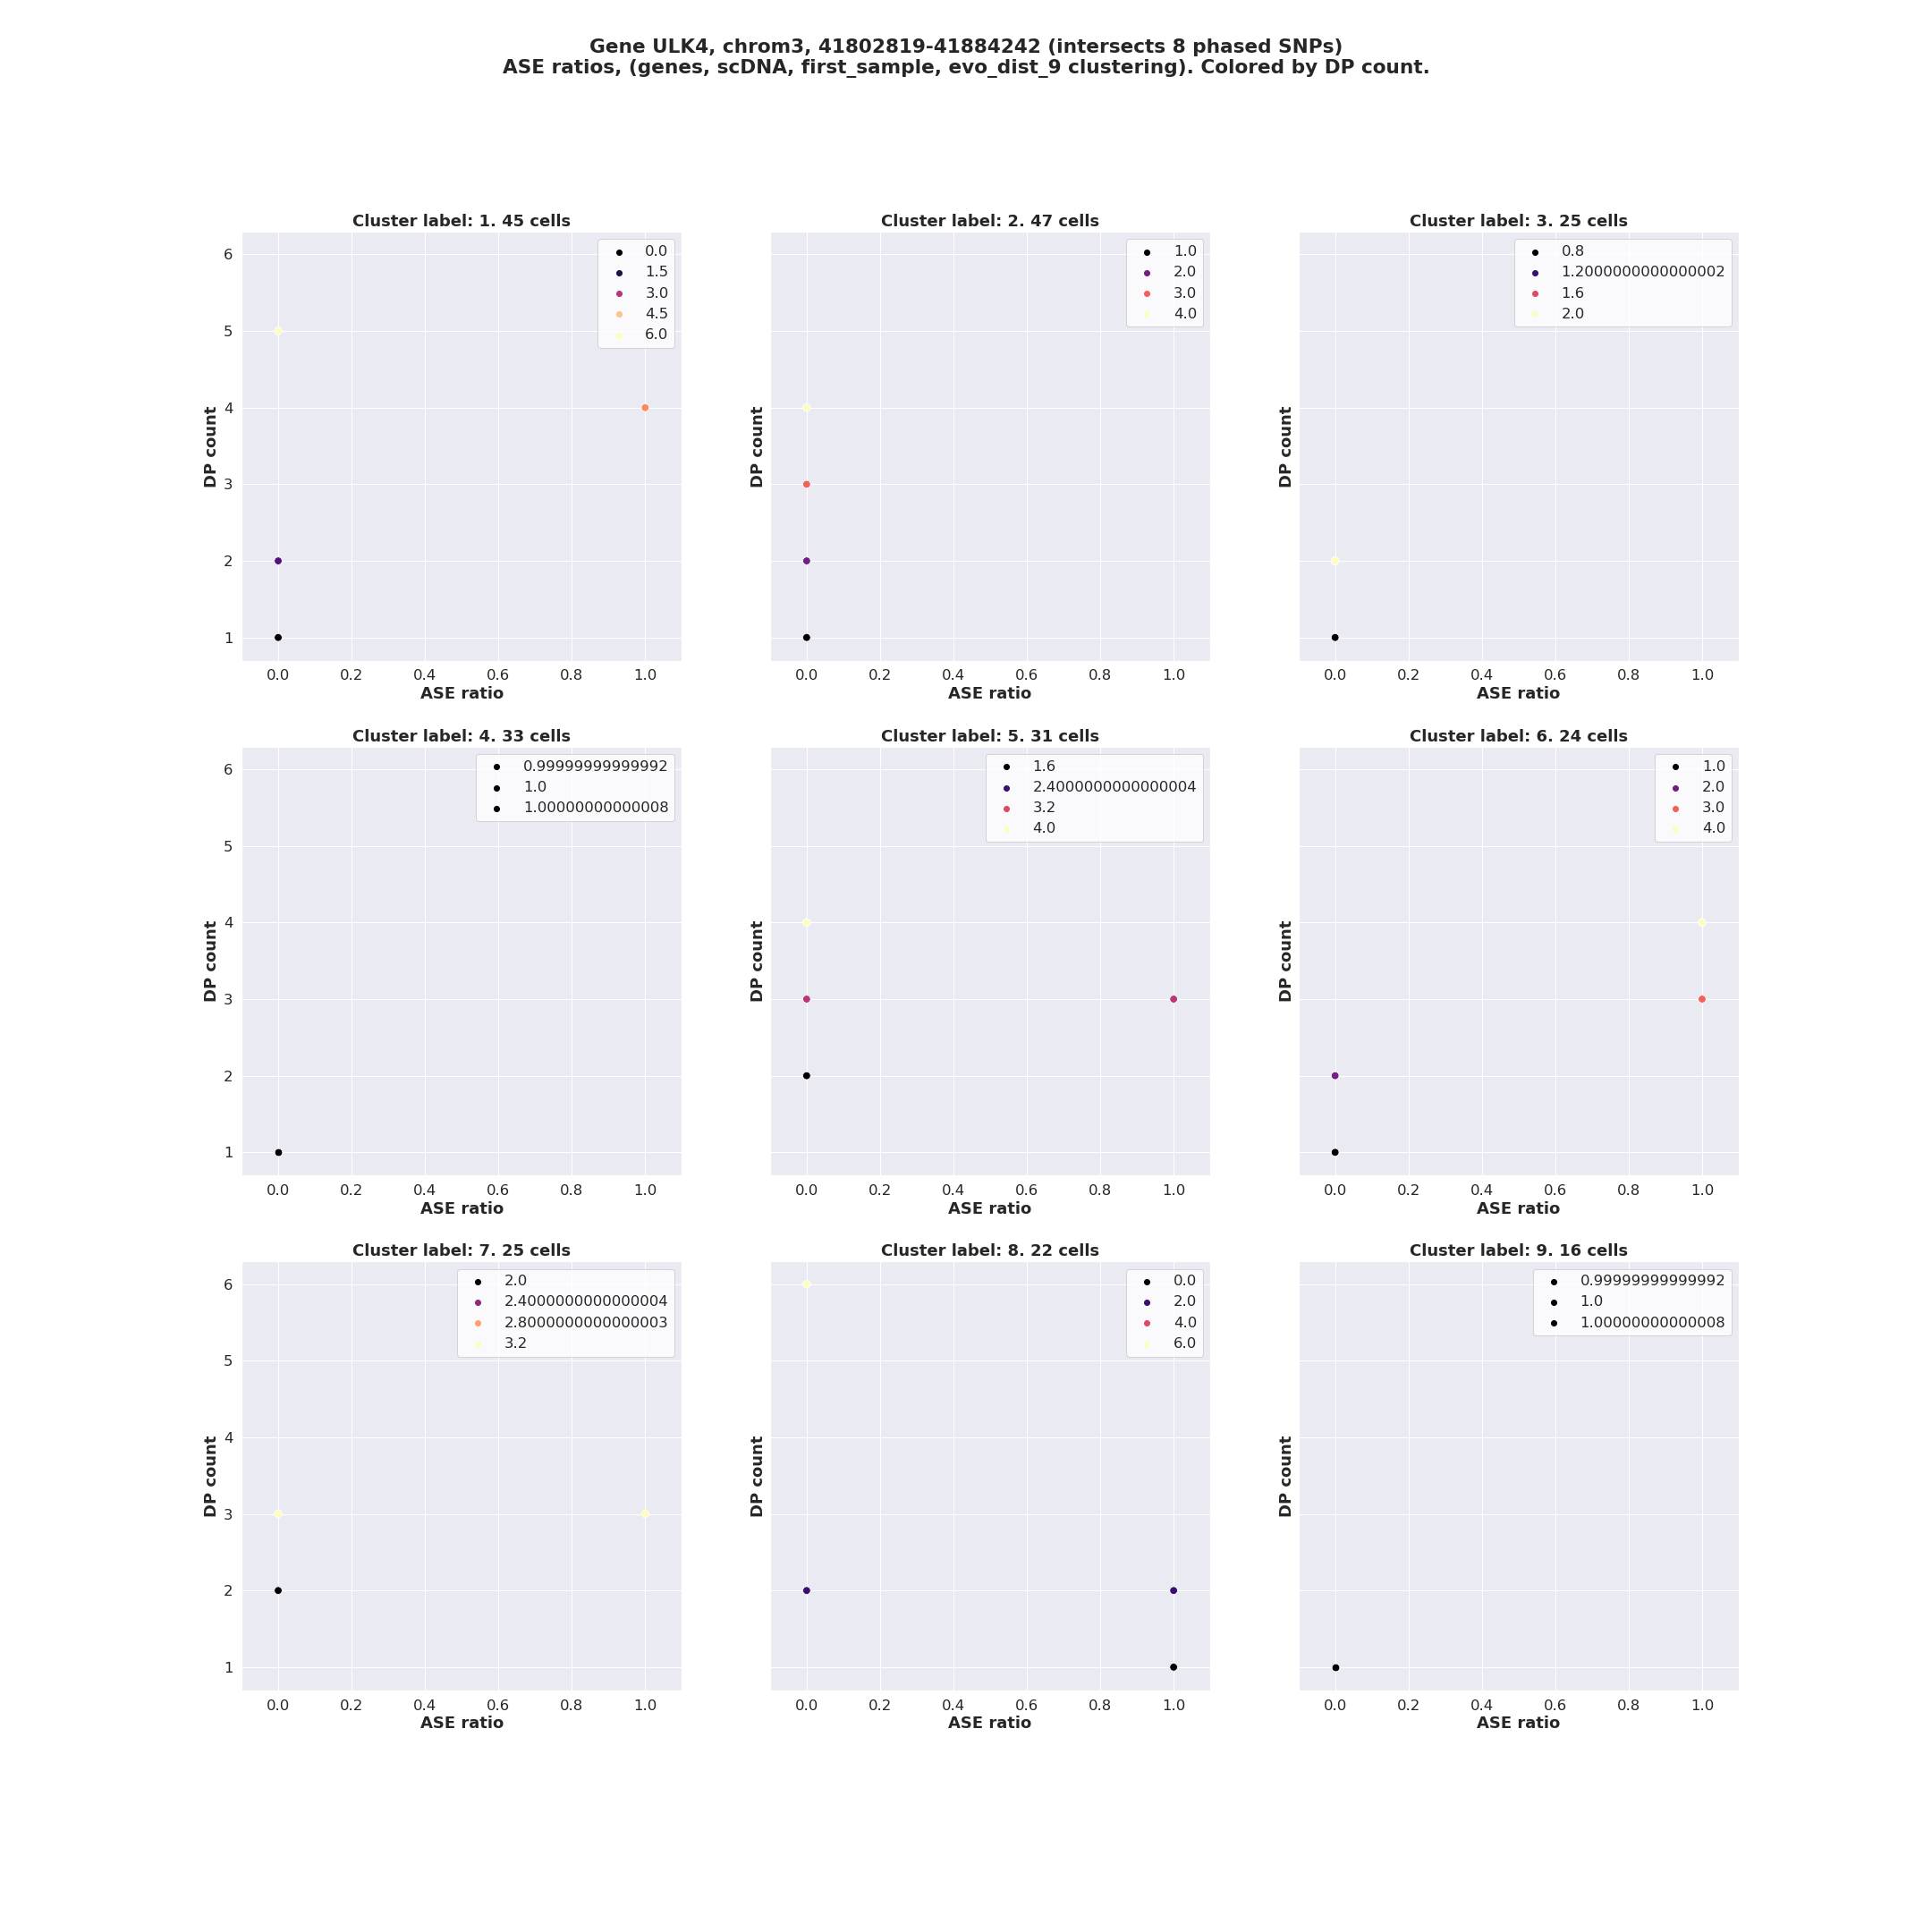 Gene ULK4, chrom3, 41802819-41884242 (intersects 8 phased SNPs)
ASE ratios, (genes, scDNA, first_sample, evo_dist_9 clustering). Colored by DP count.
Cluster label: 1. 45 cells
0.0
1.5
3.0
4.5
6.0
6
5
4
3
2
1
DP count
0.0 0.2 0.4 0.6 0.8 1.0
ASE ratio
Cluster label: 2. 47 cells
1.0
2.0
3.0
4.0
DP count
0.0 0.2 0.4 0.6 0.8 1.0
ASE ratio
Cluster label: 3. 25 cells
0.8
1.2000000000000002
1.6
2.0
DP count
0.0 0.2 0.4 0.6 0.8 1.0
ASE ratio
Cluster label: 4. 33 cells
0.99999999999992
1.0
1.00000000000008
6
5
4
3
2
1
DP count
0.0 0.2 0.4 0.6 0.8 1.0
ASE ratio
Cluster label: 5. 31 cells
1.6
2.4000000000000004
3.2
4.0
DP count
0.0 0.2 0.4 0.6 0.8 1.0
ASE ratio
Cluster label: 6. 24 cells
1.0
2.0
3.0
4.0
DP count
0.0 0.2 0.4 0.6 0.8 1.0
ASE ratio
Cluster label: 7. 25 cells
2.0
2.4000000000000004
2.8000000000000003
3.2
6
5
4
3
2
1
DP count
0.0 0.2 0.4 0.6 0.8 1.0
ASE ratio
Cluster label: 8. 22 cells
0.0
2.0
4.0
6.0
DP count
0.0 0.2 0.4 0.6 0.8 1.0
ASE ratio
Cluster label: 9. 16 cells
0.99999999999992
1.0
1.00000000000008
DP count
0.0 0.2 0.4 0.6 0.8 1.0
ASE ratio